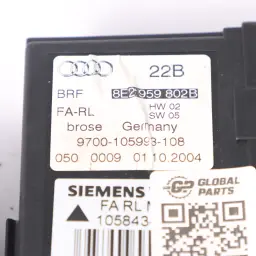 22B
BRF 8E2 959 802B
FA-RL HW 02
SW 05
brose Germany
9700-105993-108
050 0009 01.10.2004
SIEMENS
FA RL
105843
GLOBAL
PARTS